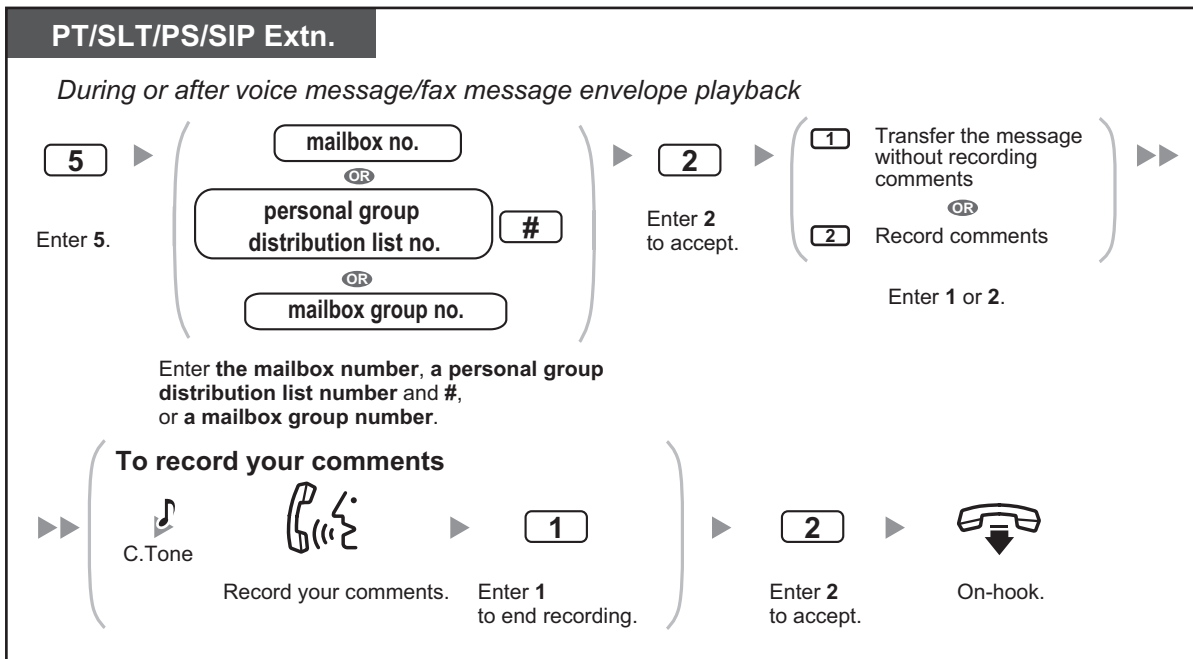 PT/SLT/PS/SIP Extn.
During or after voice message/fax message envelope playback
5
Enter 5.
mailbox no.
OR
personal group
distribution list no.
#
OR
mailbox group no.
Enter the mailbox number, a personal group
distribution list number and #,
or a mailbox group number.
2
Enter 2
to accept.
1 Transfer the message
without recording
comments
OR
2 Record comments
Enter 1 or 2.
To record your comments
C.Tone
Record your comments.
1
Enter 1
to end recording.
2
Enter 2
to accept.
On-hook.